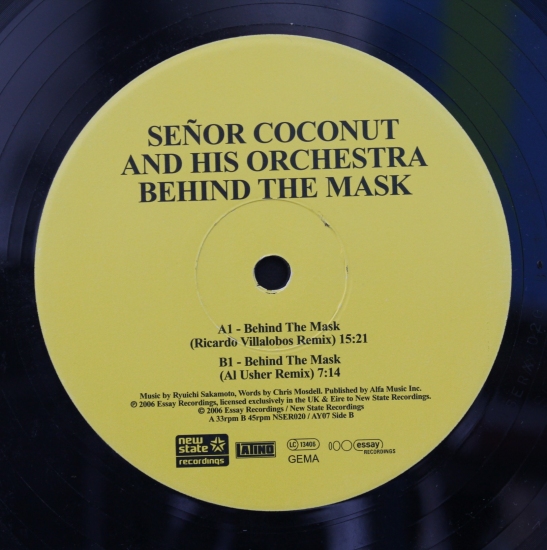 SEÑOR COCONUT
AND HIS ORCHESTRA
BEHIND THE MASK
A1 - Behind The Mask
(Ricardo Villalobos Remix) 15:21
B1 - Behind The Mask
(Al Usher Remix) 7:14
Music by Ryuichi Sakamoto, Words by Chris Mosdell. Published by Alfa Music Inc.
℗ 2006 Essay Recordings, licensed exclusively in the UK & Eire to New State Recordings.
© 2006 Essay Recordings / New State Recordings
A 33rpm B 45rpm NSER020 / AY07 Side B
new state recordings
LATINO
LC 13406
GEMA
essay
RECORDINGS